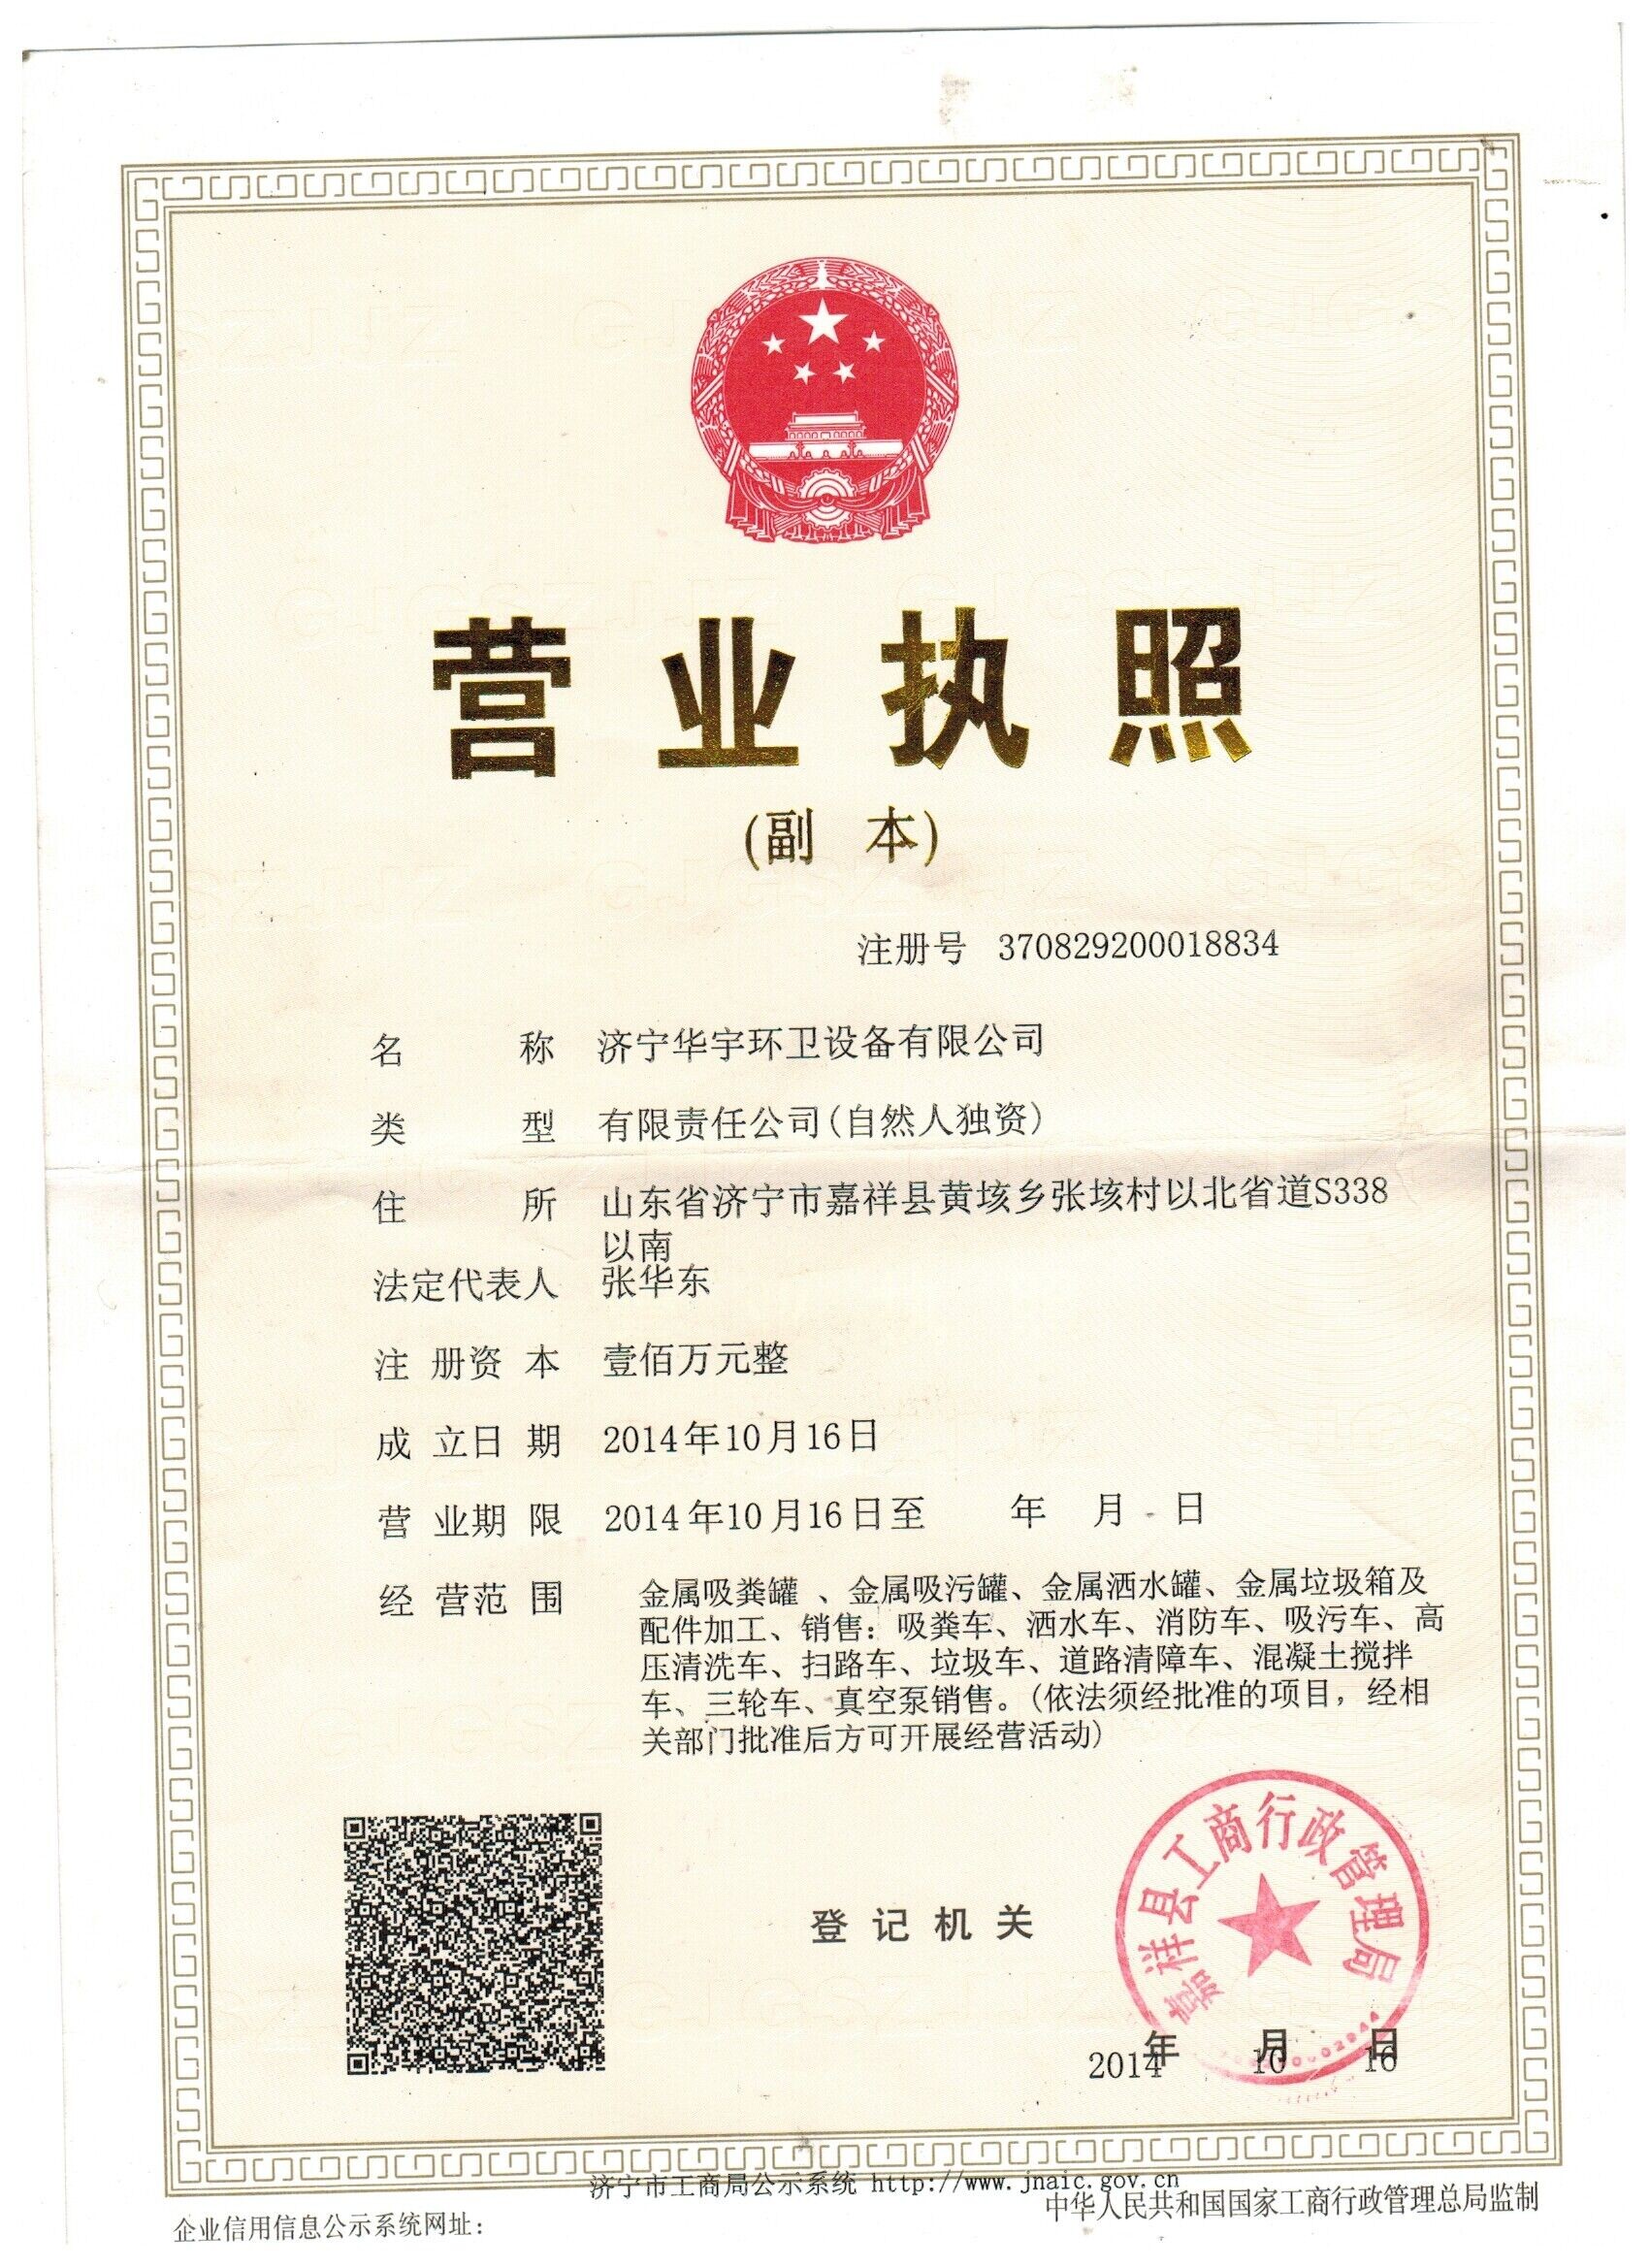 营业执照
(副 本)
注册号 370829200018834
名 称 济宁华宇环卫设备有限公司
类 型 有限责任公司(自然人独资)
住 所 山东省济宁市嘉祥县黄垓乡张垓村以北省道S338
以南
法定代表人 张华东
注册资本 壹佰万元整
成立日期 2014年10月16日
营业期限 2014年10月16日至 年 月 日
经营范围 金属吸粪罐 、金属吸污罐、金属洒水罐、金属垃圾箱及
配件加工、销售：吸粪车、洒水车、消防车、吸污车、高
压清洗车、扫路车、垃圾车、道路清障车、混凝土搅拌
车、三轮车、真空泵销售。(依法须经批准的项目，经相
关部门批准后方可开展经营活动)
嘉祥县工商行政管理局
登记机关
2014年 10月 16日
济宁市工商局公示系统 http://www.jnaic.gov.cn
企业信用信息公示系统网址：
中华人民共和国国家工商行政管理总局监制